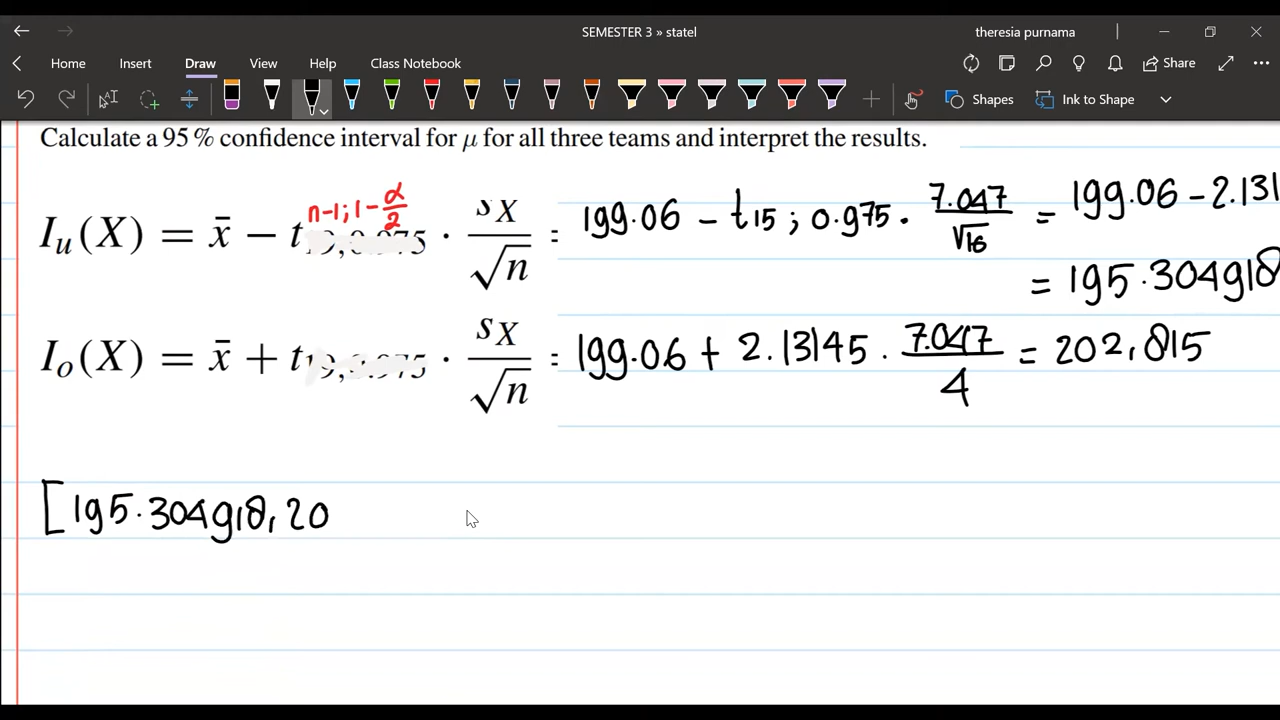 SEMESTER 3 » statel
theresia purnama
Home Insert Draw View Class Notebook
Share
Shapes Ink to Shape
Calculate a 95 % confidence interval for μ for all three teams and interpret the results.
n-1; 1 - α/2
I_u(X) = x̄ − t · s_X/√n = 199.06 − t15; 0.975 · 7.047/√16 = 199.06 − 2.131
= 195.304918
I_o(X) = x̄ + t · s_X/√n = 199.06 + 2.13145 · 7.047/4 = 202,815
[195.304918, 20